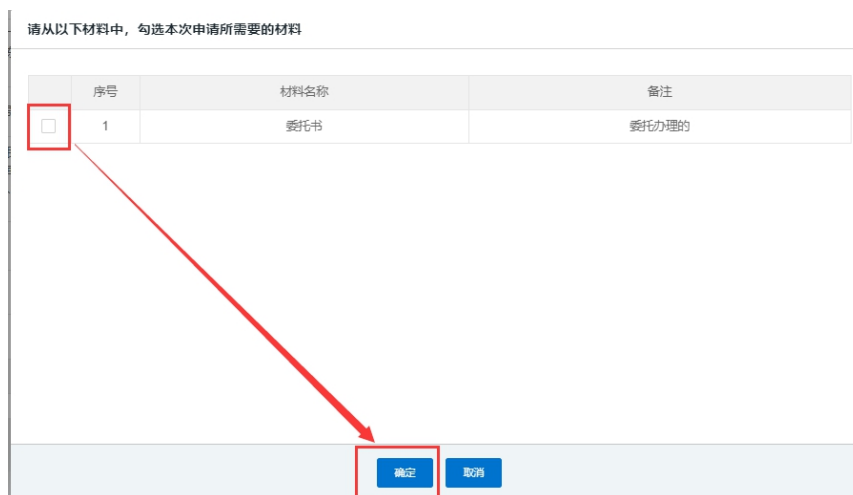 请从以下材料中，勾选本次申请所需要的材料
序号 材料名称 备注
1 委托书 委托办理的
确定 取消